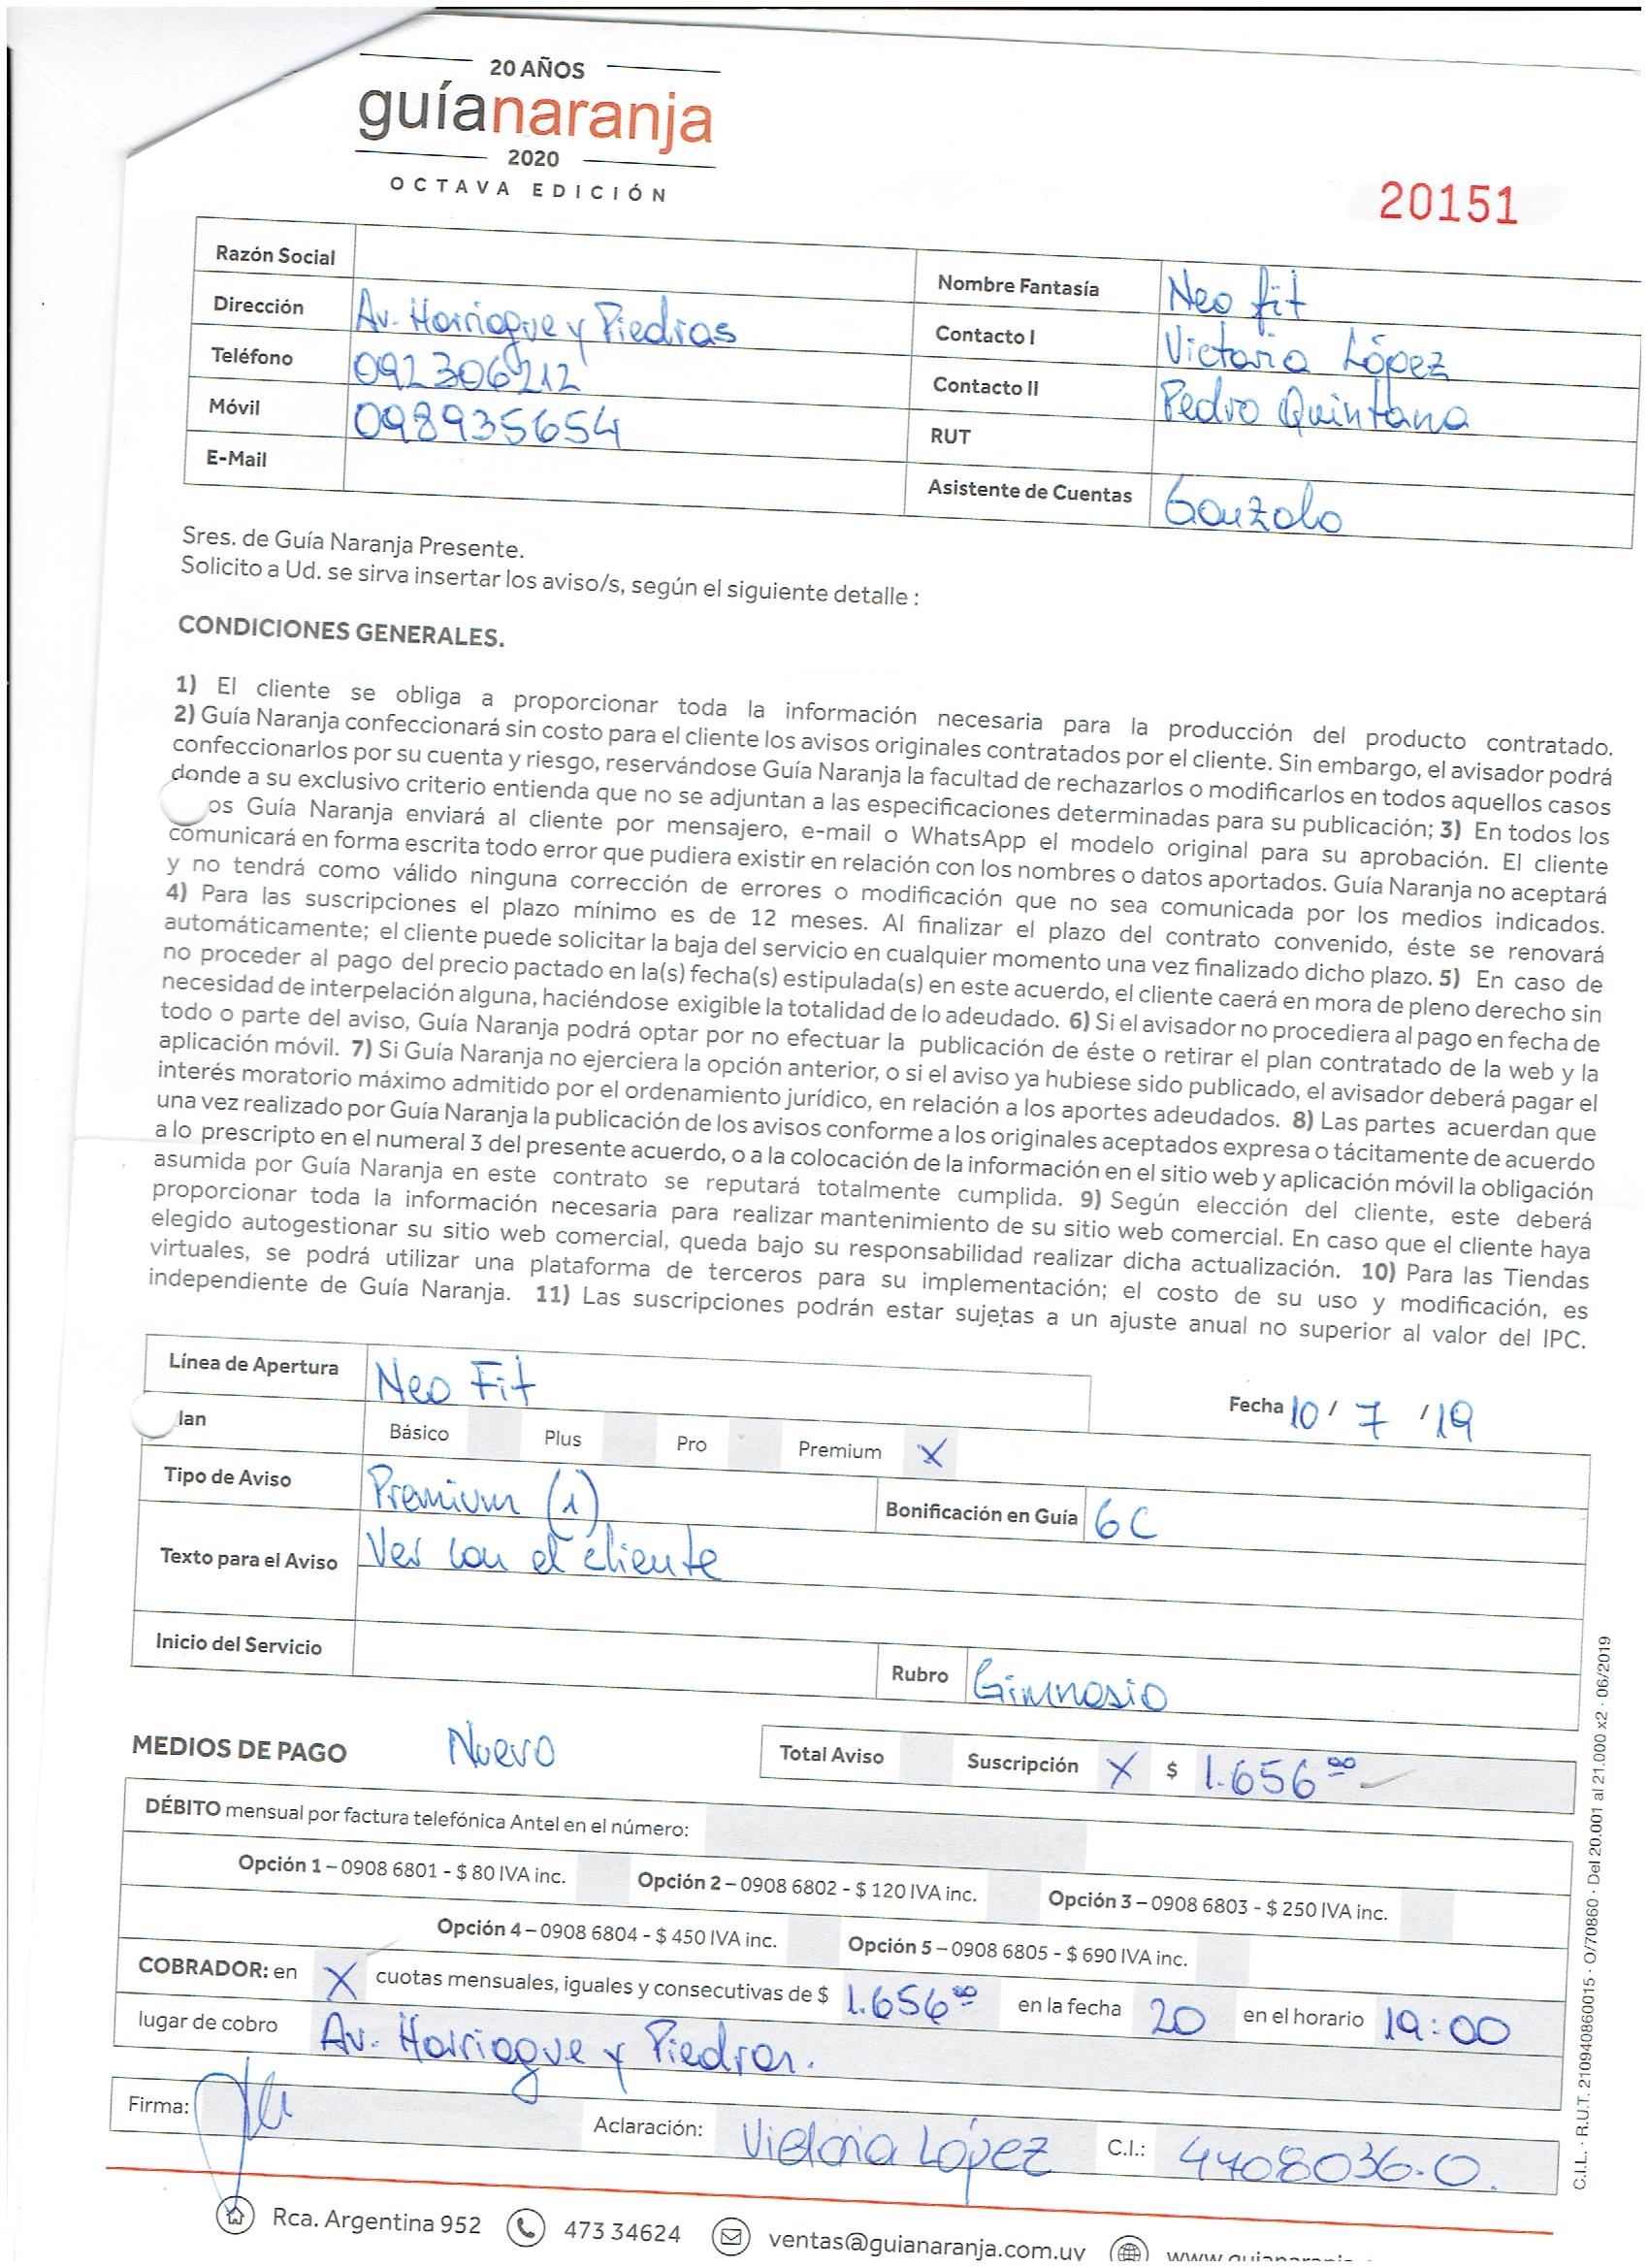 20 AÑOS
guíanaranja
2020
OCTAVA EDICIÓN
20151
Razón Social
Nombre Fantasía Neo fit
Dirección Av. Harriague y Piedras
Contacto I Victoria López
Teléfono 092306212
Contacto II Pedro Quintana
Móvil 098935654
RUT
E-Mail
Asistente de Cuentas Gonzalo
Sres. de Guía Naranja Presente.
Solicito a Ud. se sirva insertar los aviso/s, según el siguiente detalle :
CONDICIONES GENERALES.
1) El cliente se obliga a proporcionar toda la información necesaria para la producción del producto contratado.
2) Guía Naranja confeccionará sin costo para el cliente los avisos originales contratados por el cliente. Sin embargo, el avisador podrá
confeccionarlos por su cuenta y riesgo, reservándose Guía Naranja la facultad de rechazarlos o modificarlos en todos aquellos casos
donde a su exclusivo criterio entienda que no se adjuntan a las especificaciones determinadas para su publicación; 3) En todos los
os Guía Naranja enviará al cliente por mensajero, e-mail o WhatsApp el modelo original para su aprobación. El cliente
comunicará en forma escrita todo error que pudiera existir en relación con los nombres o datos aportados. Guía Naranja no aceptará
y no tendrá como válido ninguna corrección de errores o modificación que no sea comunicada por los medios indicados.
4) Para las suscripciones el plazo mínimo es de 12 meses. Al finalizar el plazo del contrato convenido, éste se renovará
automáticamente; el cliente puede solicitar la baja del servicio en cualquier momento una vez finalizado dicho plazo. 5) En caso de
no proceder al pago del precio pactado en la(s) fecha(s) estipulada(s) en este acuerdo, el cliente caerá en mora de pleno derecho sin
necesidad de interpelación alguna, haciéndose exigible la totalidad de lo adeudado. 6) Si el avisador no procediera al pago en fecha de
todo o parte del aviso, Guía Naranja podrá optar por no efectuar la publicación de éste o retirar el plan contratado de la web y la
aplicación móvil. 7) Si Guía Naranja no ejerciera la opción anterior, o si el aviso ya hubiese sido publicado, el avisador deberá pagar el
interés moratorio máximo admitido por el ordenamiento jurídico, en relación a los aportes adeudados. 8) Las partes acuerdan que
una vez realizado por Guía Naranja la publicación de los avisos conforme a los originales aceptados expresa o tácitamente de acuerdo
a lo prescripto en el numeral 3 del presente acuerdo, o a la colocación de la información en el sitio web y aplicación móvil la obligación
asumida por Guía Naranja en este contrato se reputará totalmente cumplida. 9) Según elección del cliente, este deberá
proporcionar toda la información necesaria para realizar mantenimiento de su sitio web comercial. En caso que el cliente haya
elegido autogestionar su sitio web comercial, queda bajo su responsabilidad realizar dicha actualización. 10) Para las Tiendas
virtuales, se podrá utilizar una plataforma de terceros para su implementación; el costo de su uso y modificación, es
independiente de Guía Naranja. 11) Las suscripciones podrán estar sujetas a un ajuste anual no superior al valor del IPC.
Línea de Apertura Neo Fit
Fecha 10 / 7 / 19
lan Básico Plus Pro Premium X
Tipo de Aviso Premium (1)
Bonificación en Guía 6C
Texto para el Aviso Ver con el cliente
Inicio del Servicio
Rubro Gimnasio
MEDIOS DE PAGO Nuevo
Total Aviso Suscripción X $ 1.656 00
DÉBITO mensual por factura telefónica Antel en el número:
Opción 1 – 0908 6801 - $ 80 IVA inc. Opción 2 – 0908 6802 - $ 120 IVA inc. Opción 3 – 0908 6803 - $ 250 IVA inc.
Opción 4 – 0908 6804 - $ 450 IVA inc. Opción 5 – 0908 6805 - $ 690 IVA inc.
COBRADOR: en X cuotas mensuales, iguales y consecutivas de $ 1.656 00 en la fecha 20 en el horario 19:00
lugar de cobro Av. Harriague y Piedras.
Firma:
Aclaración: Victoria López C.I.: 4408036-0.
Rca. Argentina 952 473 34624 ventas@guianaranja.com.uy
C.I.L. · R.U.T. 210940860015 · O/70860 · Del 20.001 al 21.000 x2 · 06/2019